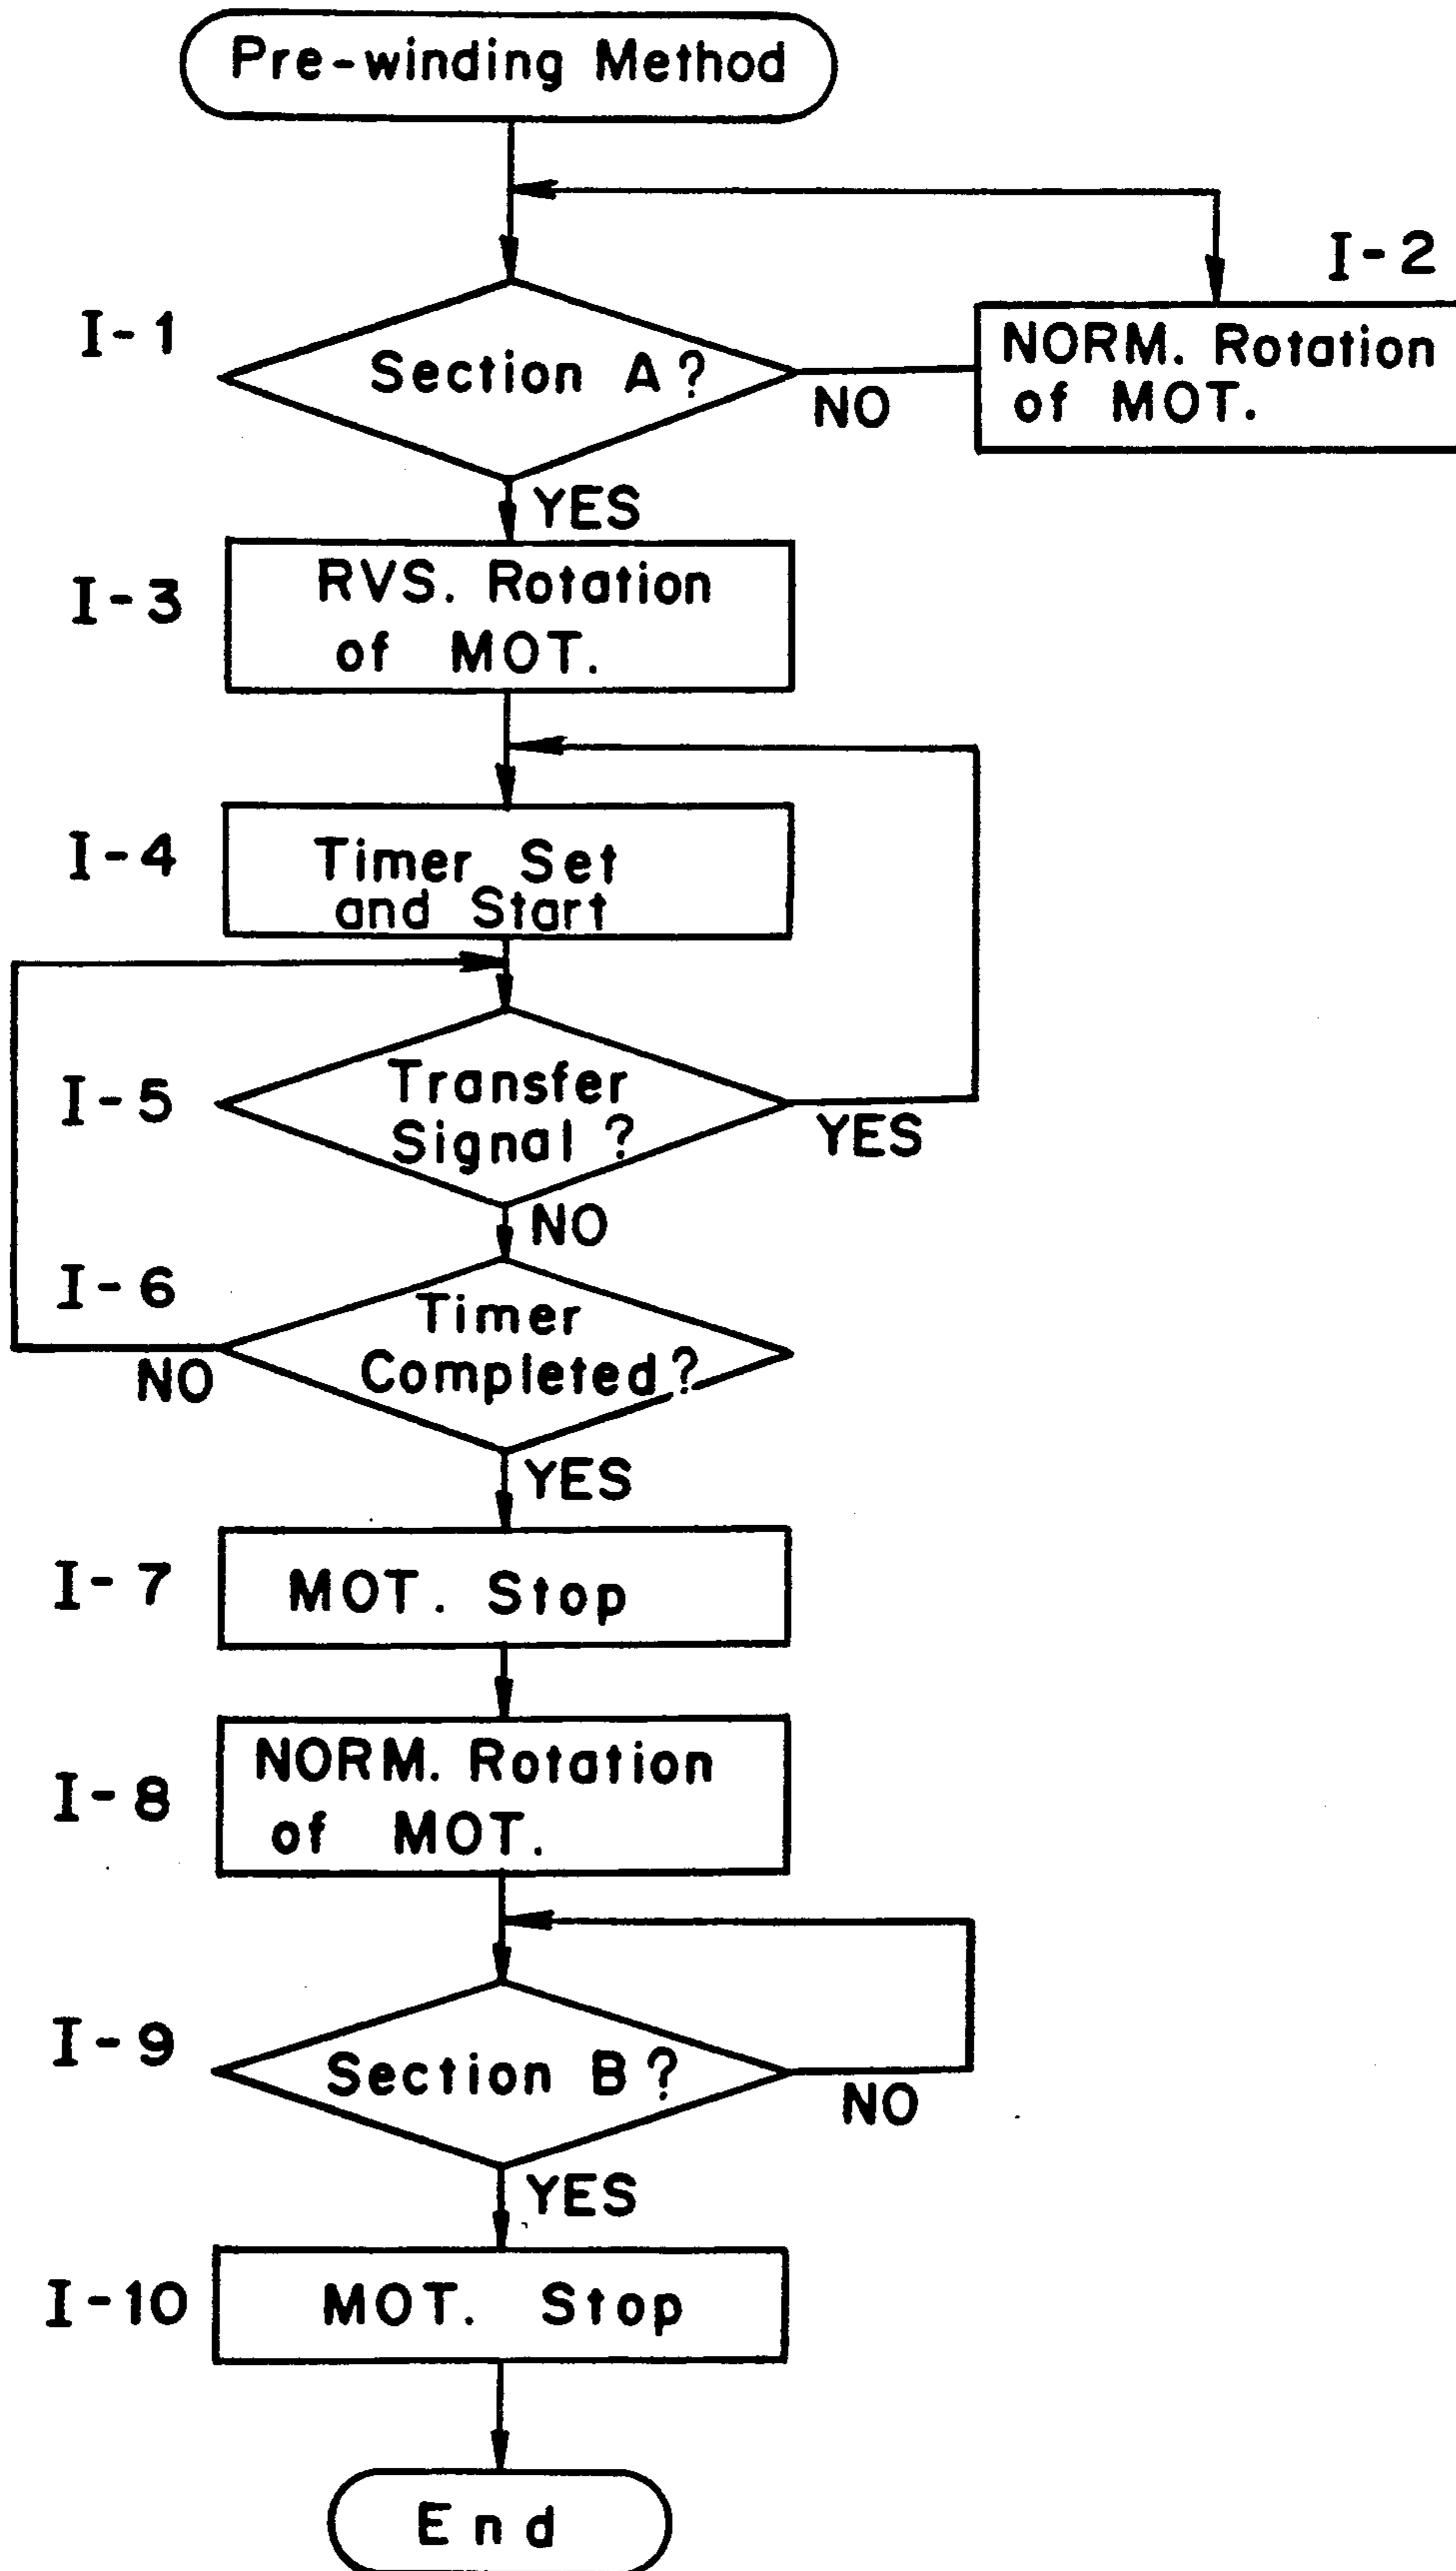 Pre-winding Method
I-1
Section A?
NO
I-2
NORM. Rotation
of MOT.
YES
I-3
RVS. Rotation
of MOT.
I-4
Timer Set
and Start
I-5
Transfer
Signal?
YES
NO
I-6
Timer
Completed?
NO
YES
I-7
MOT. Stop
I-8
NORM. Rotation
of MOT.
I-9
Section B?
NO
YES
I-10
MOT. Stop
End